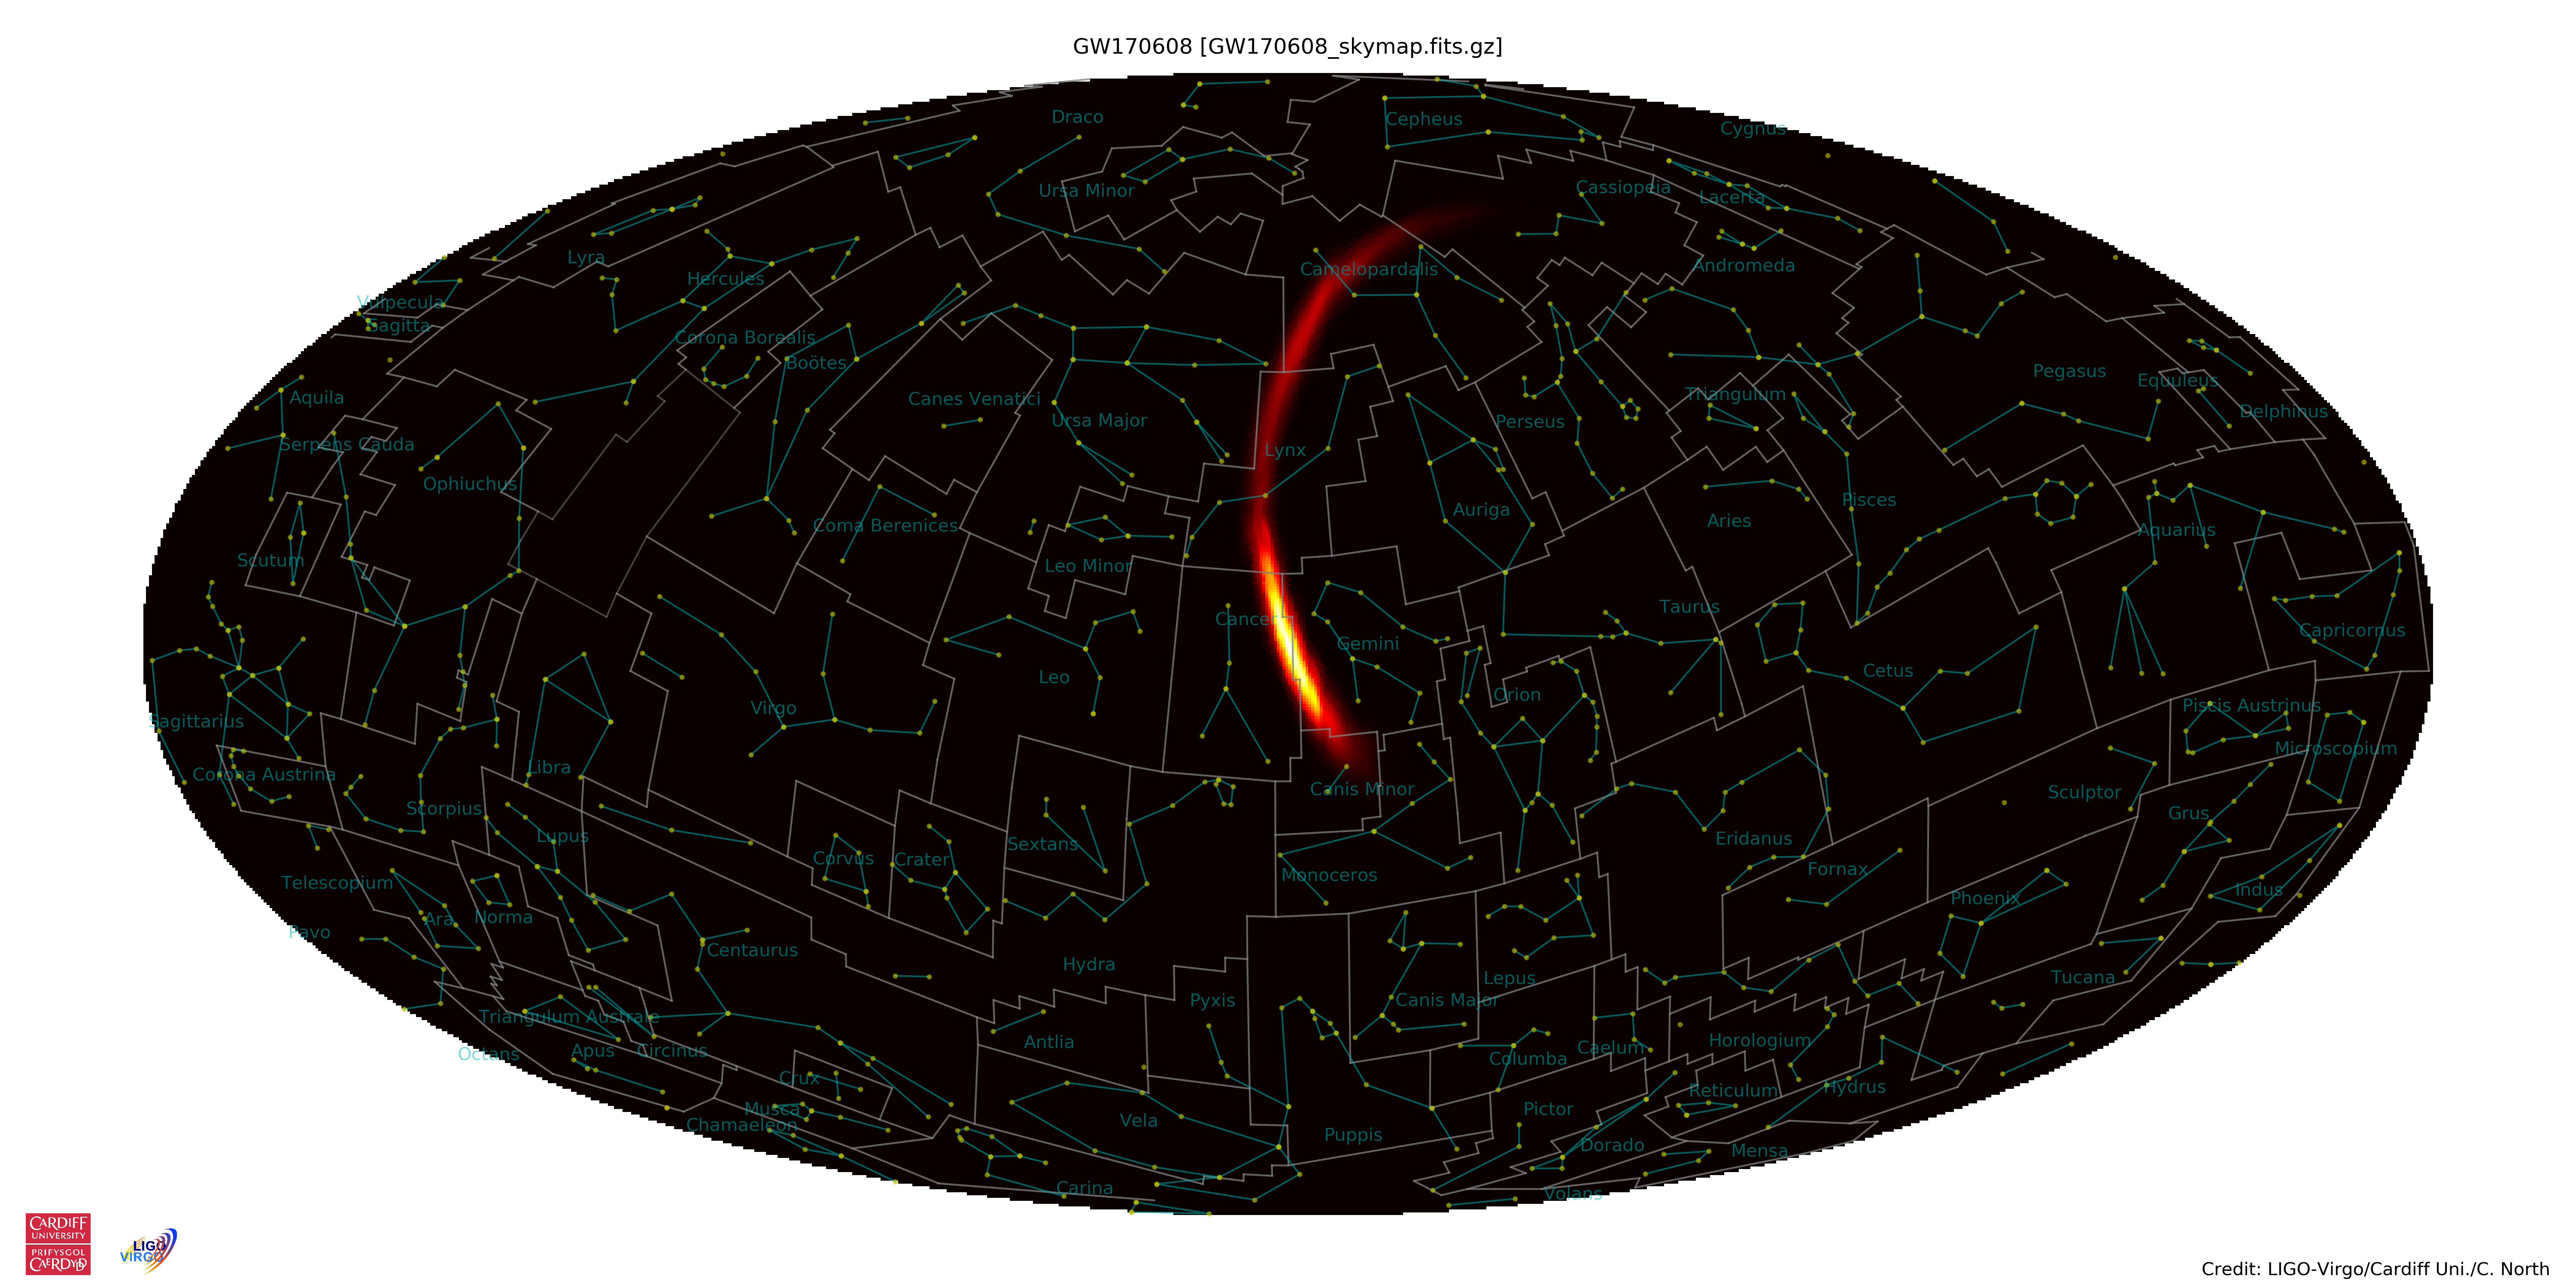 GW170608 [GW170608_skymap.fits.gz]
Draco
Cepheus
Cygnus
Ursa Minor
Cassiopeia
Lacerta
Lyra
Hercules
Camelopardalis
Andromeda
Vulpecula
Sagitta
Corona Borealis
Boötes
Pegasus
Equuleus
Aquila
Canes Venatici
Ursa Major
Triangulum
Delphinus
Perseus
Serpens Cauda
Lynx
Ophiuchus
Coma Berenices
Auriga
Aries
Pisces
Aquarius
Scutum
Leo Minor
Cancer
Taurus
Gemini
Capricornus
Leo
Cetus
Orion
Sagittarius
Virgo
Piscis Austrinus
Microscopium
Corona Austrina
Libra
Canis Minor
Sculptor
Scorpius
Lupus
Sextans
Eridanus
Grus
Corvus
Crater
Monoceros
Fornax
Telescopium
Indus
Ara
Norma
Phoenix
Pavo
Centaurus
Hydra
Lepus
Tucana
Pyxis
Canis Major
Triangulum Australe
Octans
Apus
Circinus
Antlia
Columba
Caelum
Horologium
Crux
Reticulum
Hydrus
Musca
Chamaeleon
Vela
Puppis
Pictor
Dorado
Mensa
Carina
Volans
CARDIFF
UNIVERSITY
PRIFYSGOL
CAERDYDD
LIGO
VIRGO
Credit: LIGO-Virgo/Cardiff Uni./C. North